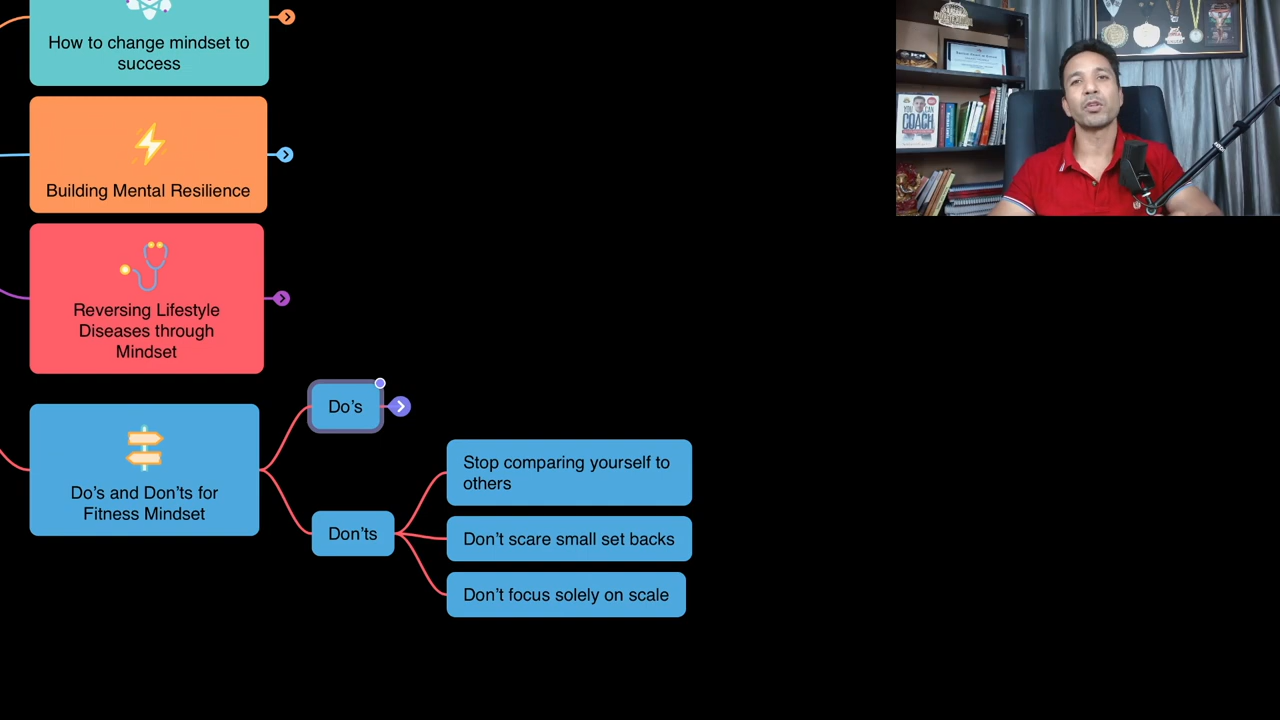 How to change mindset to
success
Building Mental Resilience
Reversing Lifestyle
Diseases through
Mindset
Do's and Don'ts for
Fitness Mindset
Do's
Don'ts
Stop comparing yourself to
others
Don't scare small set backs
Don't focus solely on scale
YOU CAN
COACH